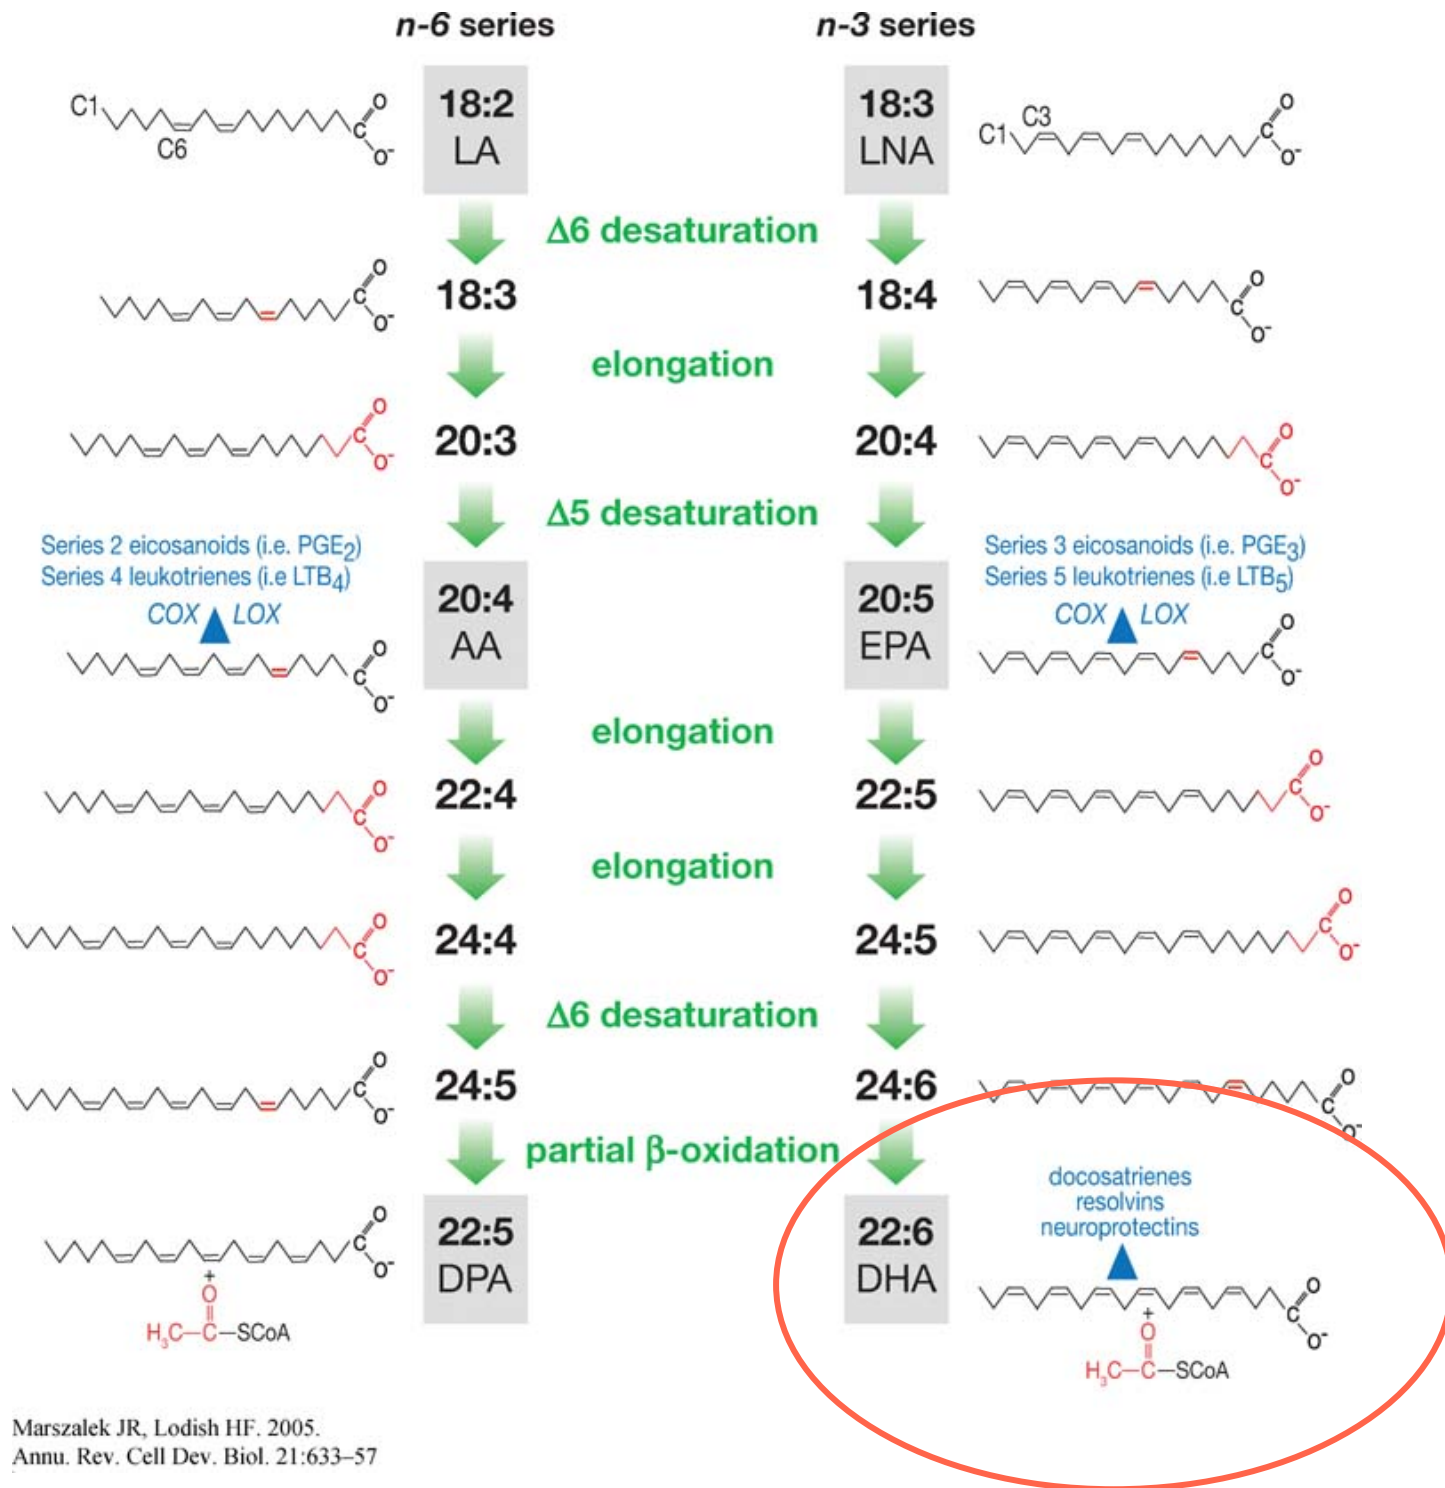 n-6 series
n-3 series
C1
C6
C
O
O-
18:2
LA
18:3
LNA
C3
C1
C
O
O-
Δ6 desaturation
C
O
O-
18:3
18:4
C
O
O-
elongation
C
O
O-
20:3
20:4
C
O
O-
Δ5 desaturation
Series 2 eicosanoids (i.e. PGE2)
Series 4 leukotrienes (i.e LTB4)
COX LOX
C
O
O-
20:4
AA
20:5
EPA
Series 3 eicosanoids (i.e. PGE3)
Series 5 leukotrienes (i.e LTB5)
COX LOX
C
O
O-
elongation
C
O
O-
22:4
22:5
C
O
O-
elongation
C
O
O-
24:4
24:5
C
O
O-
Δ6 desaturation
C
O
O-
24:5
24:6
C
O
O-
partial β-oxidation
C
O
O-
+
O
H3C–C–SCoA
22:5
DPA
22:6
DHA
docosatrienes
resolvins
neuroprotectins
C
O
O-
+
O
H3C–C–SCoA
Marszalek JR, Lodish HF. 2005.
Annu. Rev. Cell Dev. Biol. 21:633–57